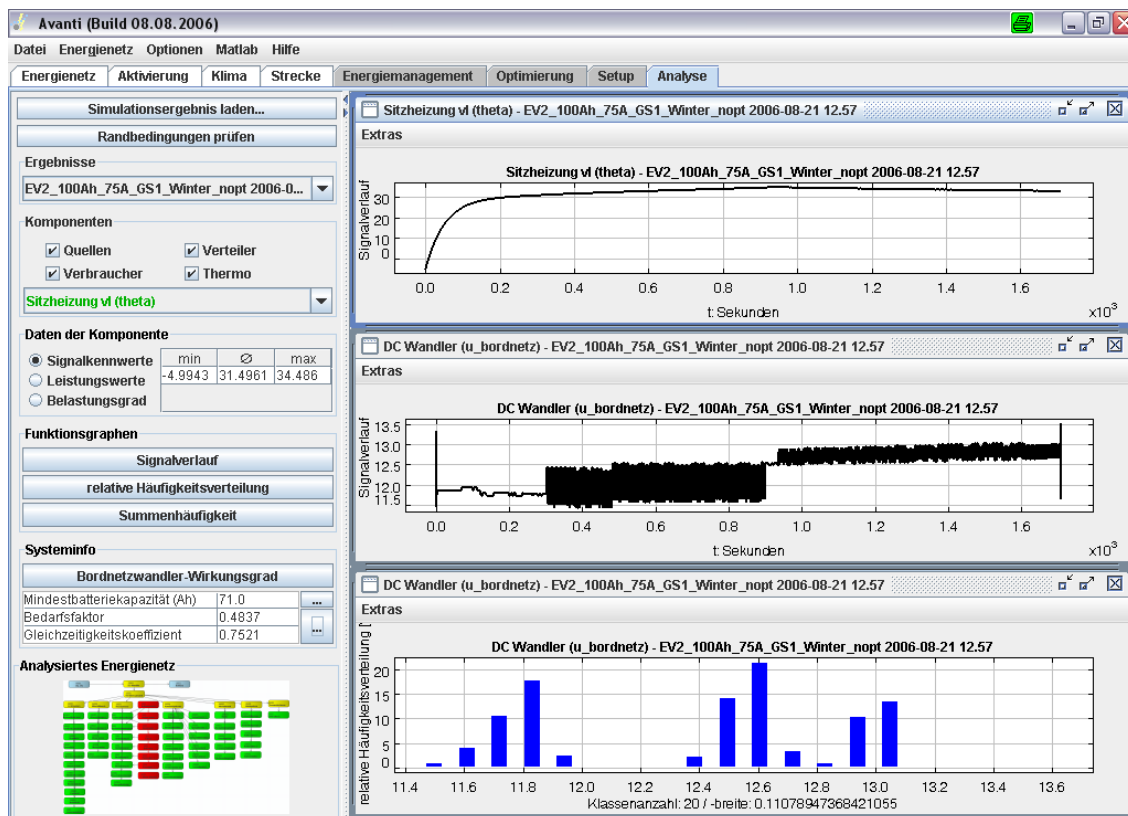 Avanti (Build 08.08.2006)
Datei Energienetz Optionen Matlab Hilfe
Energienetz Aktivierung Klima Strecke Energiemanagement Optimierung Setup Analyse
Simulationsergebnis laden...
Randbedingungen prüfen
Ergebnisse
EV2_100Ah_75A_GS1_Winter_nopt 2006-0...
Komponenten
Quellen Verteiler
Verbraucher Thermo
Sitzheizung vl (theta)
Daten der Komponente
Signalkennwerte
Leistungswerte
Belastungsgrad
min Ø max
-4.9943 31.4961 34.486
Funktionsgraphen
Signalverlauf
relative Häufigkeitsverteilung
Summenhäufigkeit
Systeminfo
Bordnetzwandler-Wirkungsgrad
Mindestbatteriekapazität (Ah) 71.0 ...
Bedarfsfaktor 0.4837
Gleichzeitigkeitskoeffizient 0.7521 ...
Analysiertes Energienetz
Sitzheizung vl (theta) - EV2_100Ah_75A_GS1_Winter_nopt 2006-08-21 12.57
Extras
Sitzheizung vl (theta) - EV2_100Ah_75A_GS1_Winter_nopt 2006-08-21 12.57
Signalverlauf
30
20
10
0
0.0 0.2 0.4 0.6 0.8 1.0 1.2 1.4 1.6
x10³
t: Sekunden
DC Wandler (u_bordnetz) - EV2_100Ah_75A_GS1_Winter_nopt 2006-08-21 12.57
Extras
DC Wandler (u_bordnetz) - EV2_100Ah_75A_GS1_Winter_nopt 2006-08-21 12.57
Signalverlauf
13.5
13.0
12.5
12.0
11.5
0.0 0.2 0.4 0.6 0.8 1.0 1.2 1.4 1.6
x10³
t: Sekunden
DC Wandler (u_bordnetz) - EV2_100Ah_75A_GS1_Winter_nopt 2006-08-21 12.57
Extras
DC Wandler (u_bordnetz) - EV2_100Ah_75A_GS1_Winter_nopt 2006-08-21 12.57
relative Häufigkeitsverteilung [
20
15
10
5
0
11.4 11.6 11.8 12.0 12.2 12.4 12.6 12.8 13.0 13.2 13.4 13.6
Klassenanzahl: 20 / -breite: 0.11078947368421055